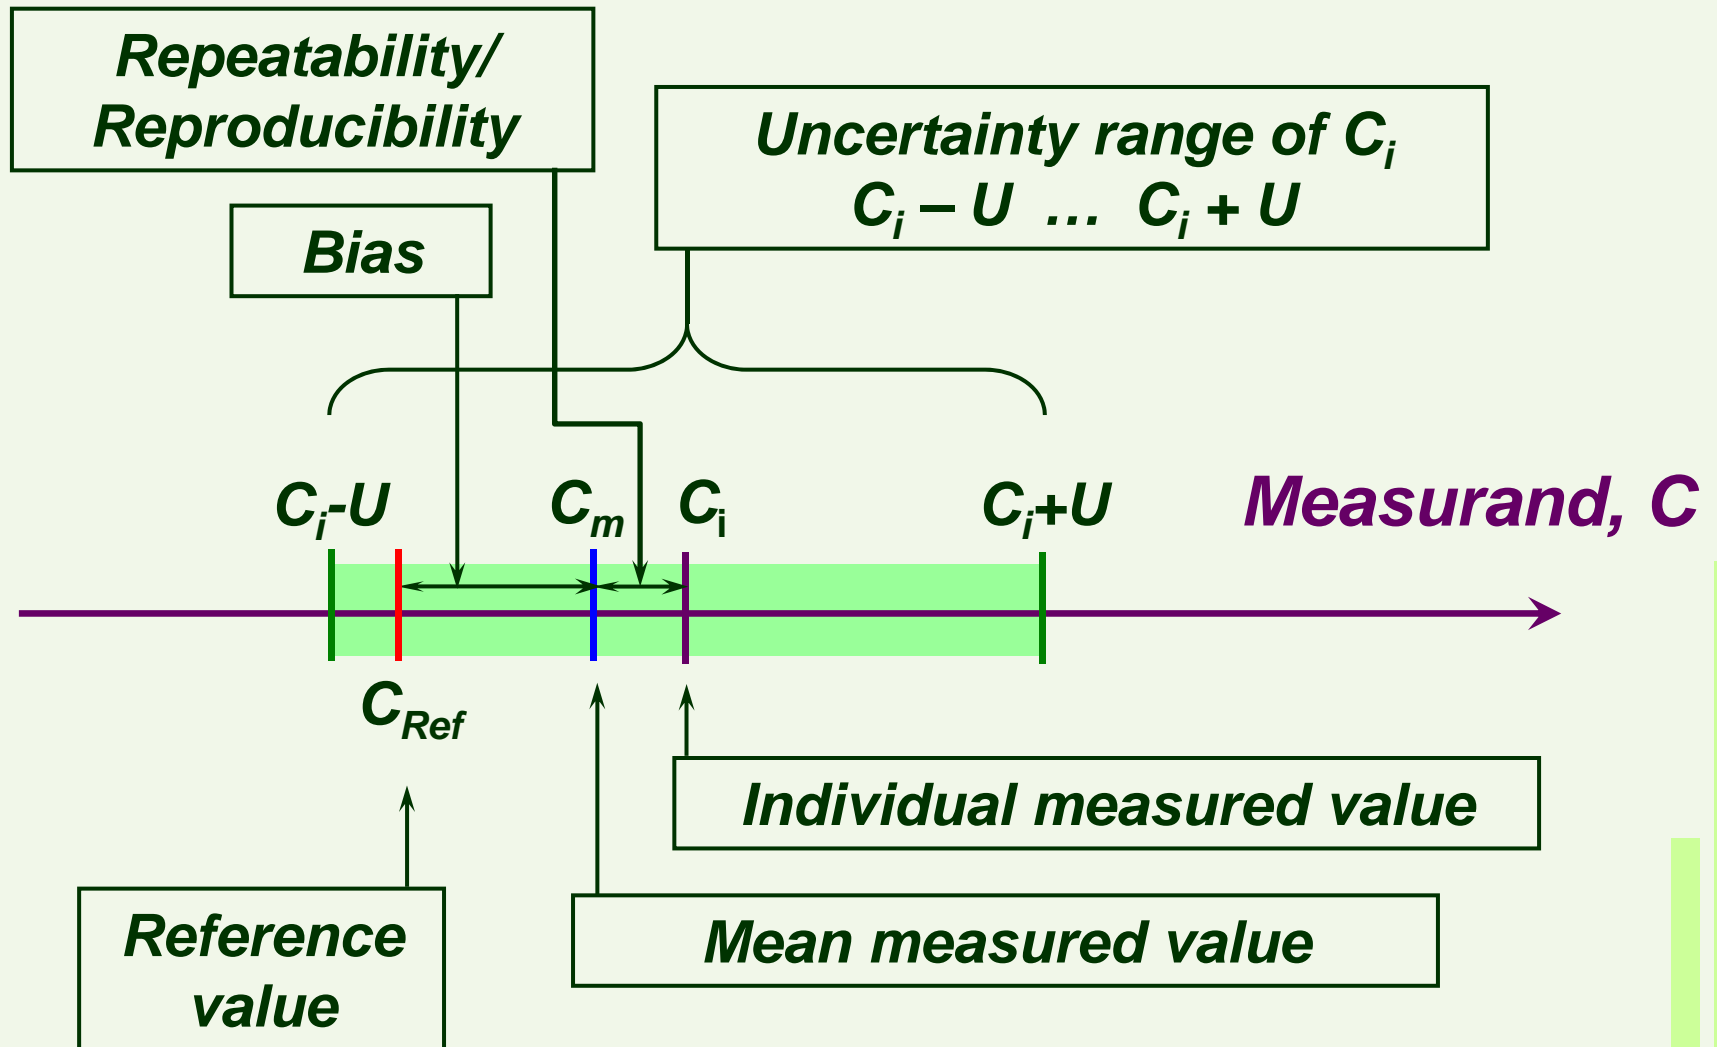 Repeatability/
Reproducibility
Uncertainty range of Cᵢ
Cᵢ – U … Cᵢ + U
Bias
Cᵢ-U
Cₘ
Cᵢ
Cᵢ+U
Measurand, C
C_Ref
Individual measured value
Mean measured value
Reference
value